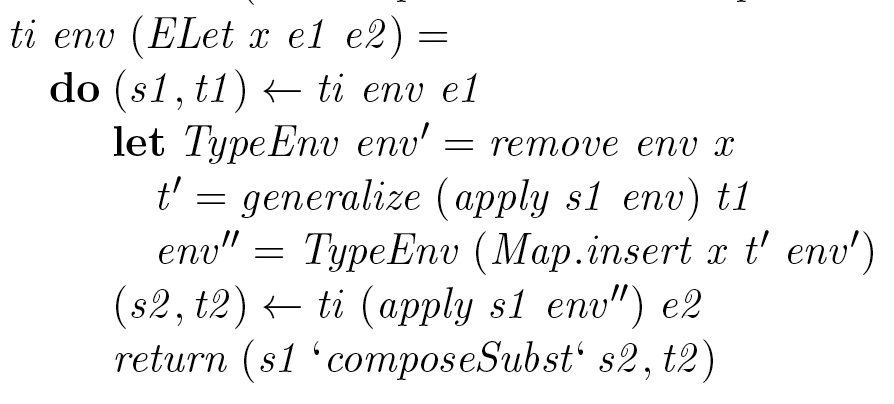 ti env (ELet x e1 e2) =
do (s1, t1) ← ti env e1
let TypeEnv env′ = remove env x
t′ = generalize (apply s1 env) t1
env′′ = TypeEnv (Map.insert x t′ env′)
(s2, t2) ← ti (apply s1 env′′) e2
return (s1 ‘composeSubst‘ s2, t2)